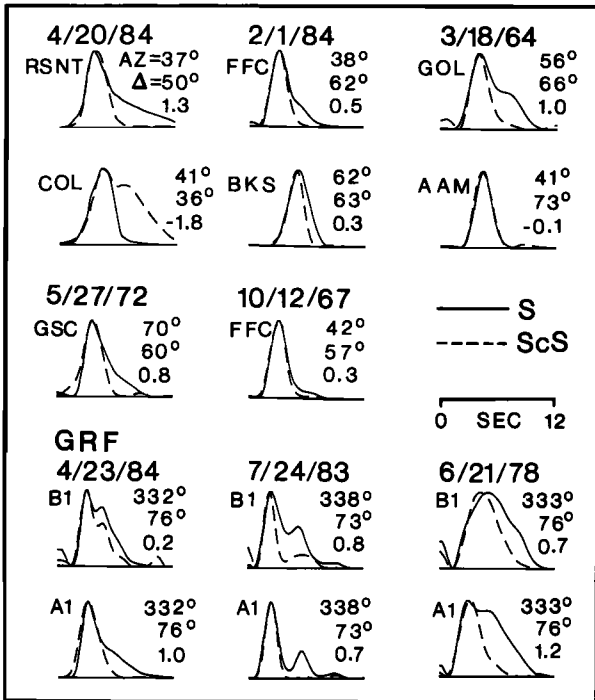 4/20/84 2/1/84 3/18/64
RSNT AZ=37° FFC 38° GOL 56°
Δ=50° 62° 66°
1.3 0.5 1.0
COL 41° BKS 62° AAM 41°
36° 63° 73°
-1.8 0.3 -0.1
5/27/72 10/12/67
GSC 70° FFC 42° S
60° 57° ScS
0.8 0.3
0 SEC 12
GRF
4/23/84 7/24/83 6/21/78
B1 332° B1 338° B1 333°
76° 73° 76°
0.2 0.8 0.7
A1 332° A1 338° A1 333°
76° 73° 76°
1.0 0.7 1.2